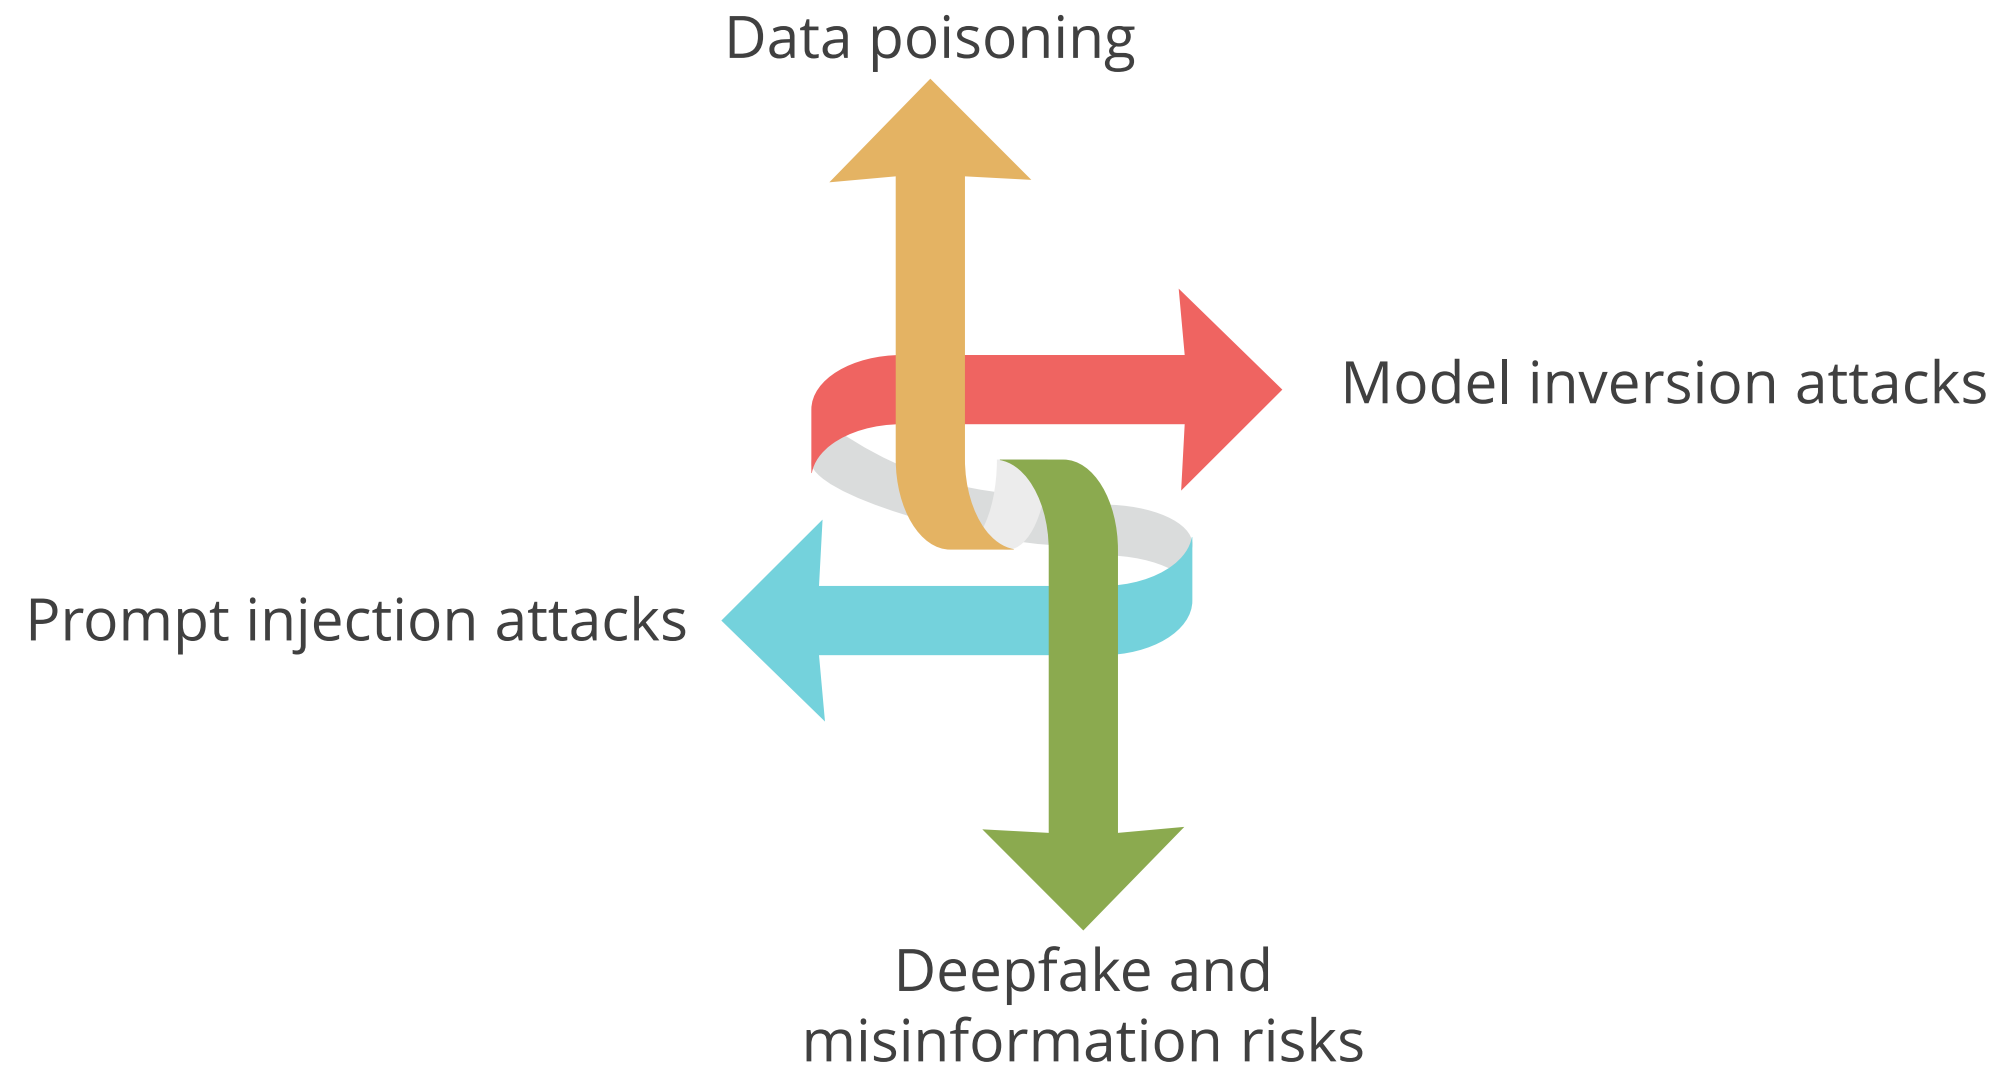 Data poisoning
Model inversion attacks
Prompt injection attacks
Deepfake and
misinformation risks